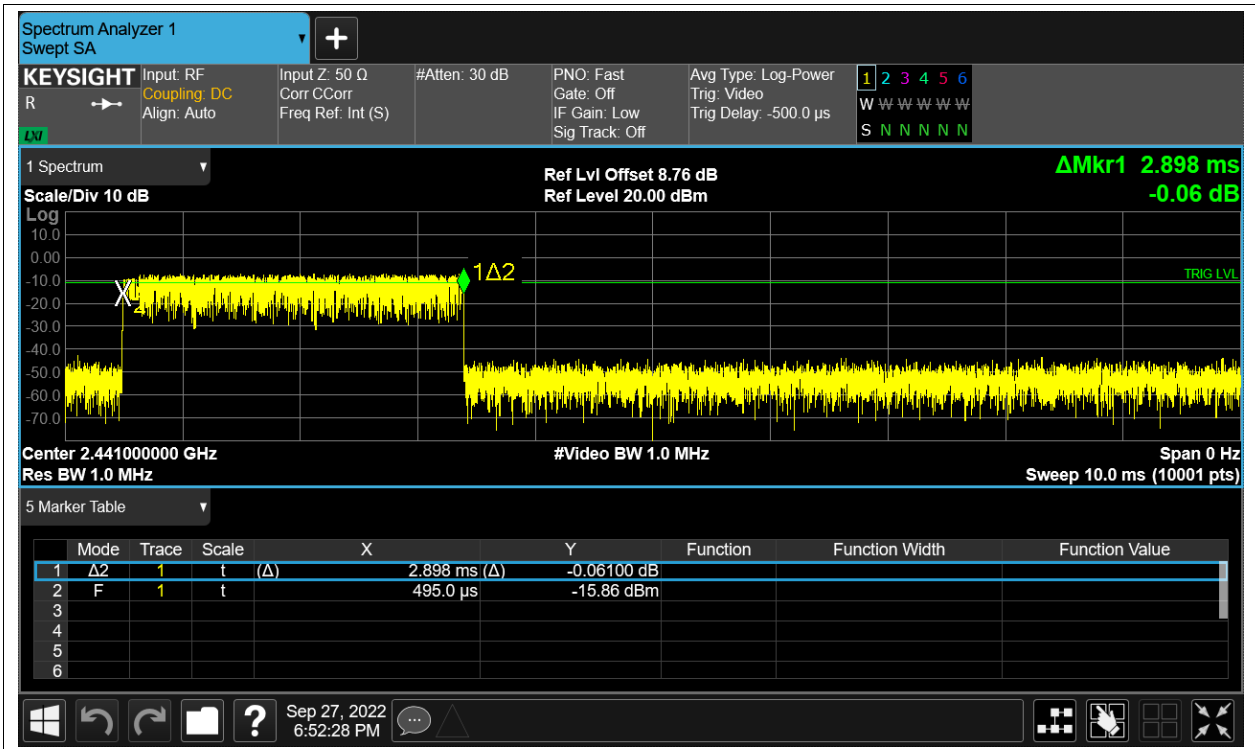 Spectrum Analyzer 1
Swept SA
KEYSIGHT
R
LXI
Input: RF
Coupling: DC
Align: Auto
Input Z: 50 Ω
Corr CCorr
Freq Ref: Int (S)
#Atten: 30 dB
PNO: Fast
Gate: Off
IF Gain: Low
Sig Track: Off
Avg Type: Log-Power
Trig: Video
Trig Delay: -500.0 µs
1 2 3 4 5 6
W W W W W W
S N N N N N
1 Spectrum
Scale/Div 10 dB
Ref Lvl Offset 8.76 dB
Ref Level 20.00 dBm
ΔMkr1 2.898 ms
-0.06 dB
Log
10.0
0.00
-10.0
-20.0
-30.0
-40.0
-50.0
-60.0
-70.0
X
2
1Δ2
TRIG LVL
Center 2.441000000 GHz
#Video BW 1.0 MHz
Span 0 Hz
Res BW 1.0 MHz
Sweep 10.0 ms (10001 pts)
5 Marker Table
Mode Trace Scale X Y Function Function Width Function Value
1 Δ2 1 t (Δ) 2.898 ms (Δ) -0.06100 dB
2 F 1 t 495.0 µs -15.86 dBm
3
4
5
6
?
Sep 27, 2022
6:52:28 PM